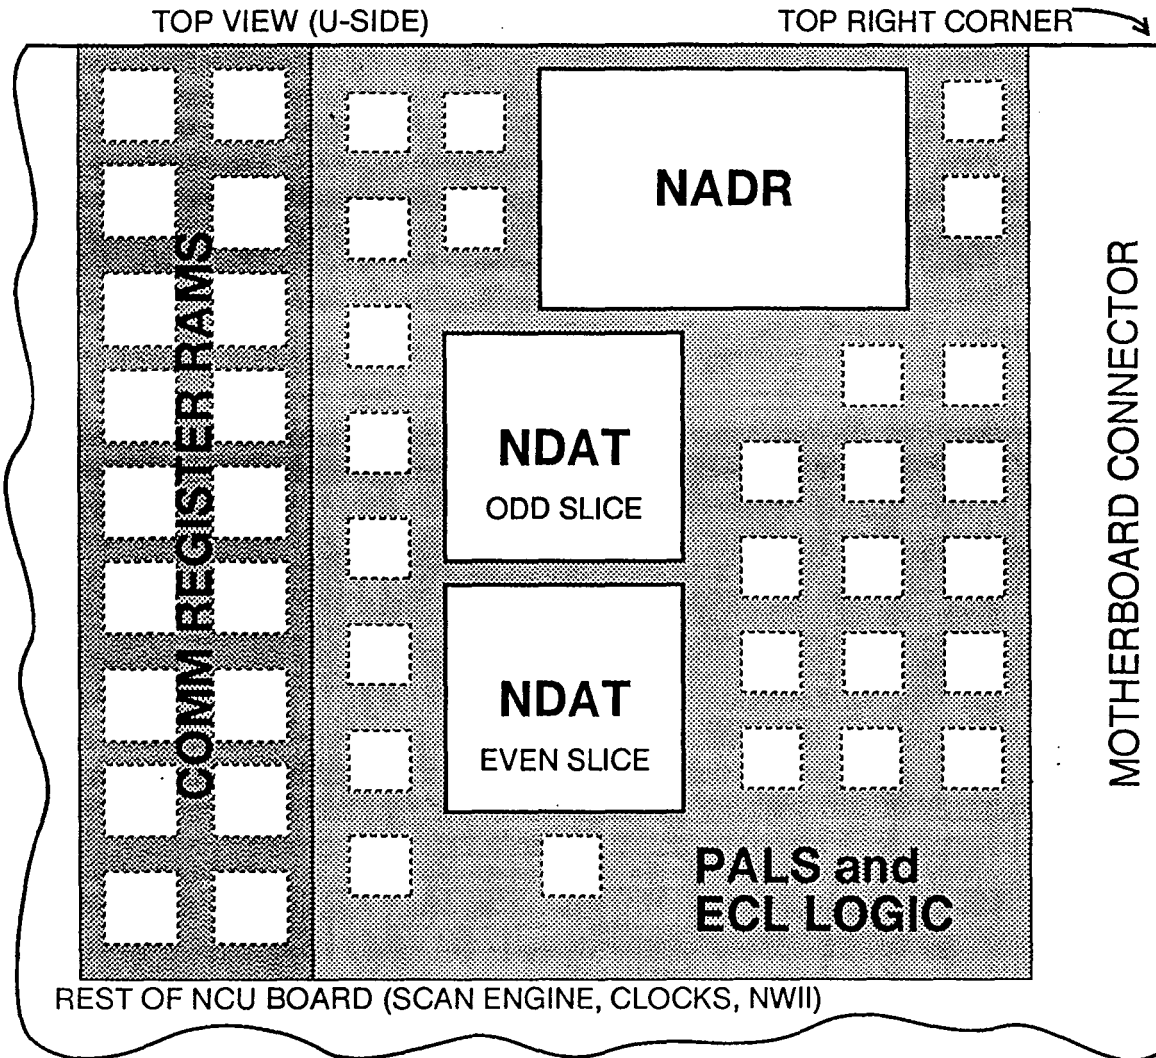 TOP VIEW (U-SIDE)
TOP RIGHT CORNER
NADR
COMM REGISTER RAMS
MOTHERBOARD CONNECTOR
NDAT
ODD SLICE
NDAT
EVEN SLICE
PALS and
ECL LOGIC
REST OF NCU BOARD (SCAN ENGINE, CLOCKS, NWII)